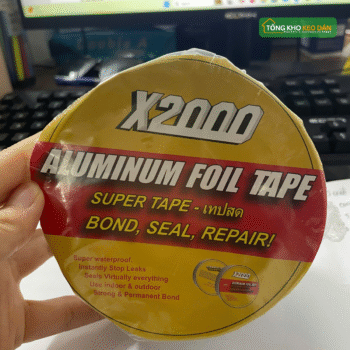 TỔNG KHO KEO DÁN
X2000
ALUMINUM FOIL TAPE
SUPER TAPE - เทปลด
BOND, SEAL, REPAIR!
Super waterproof
Instantly Stop Leaks
Seals Virtually everything
Use indoor & outdoor
Strong & Permanent Bond